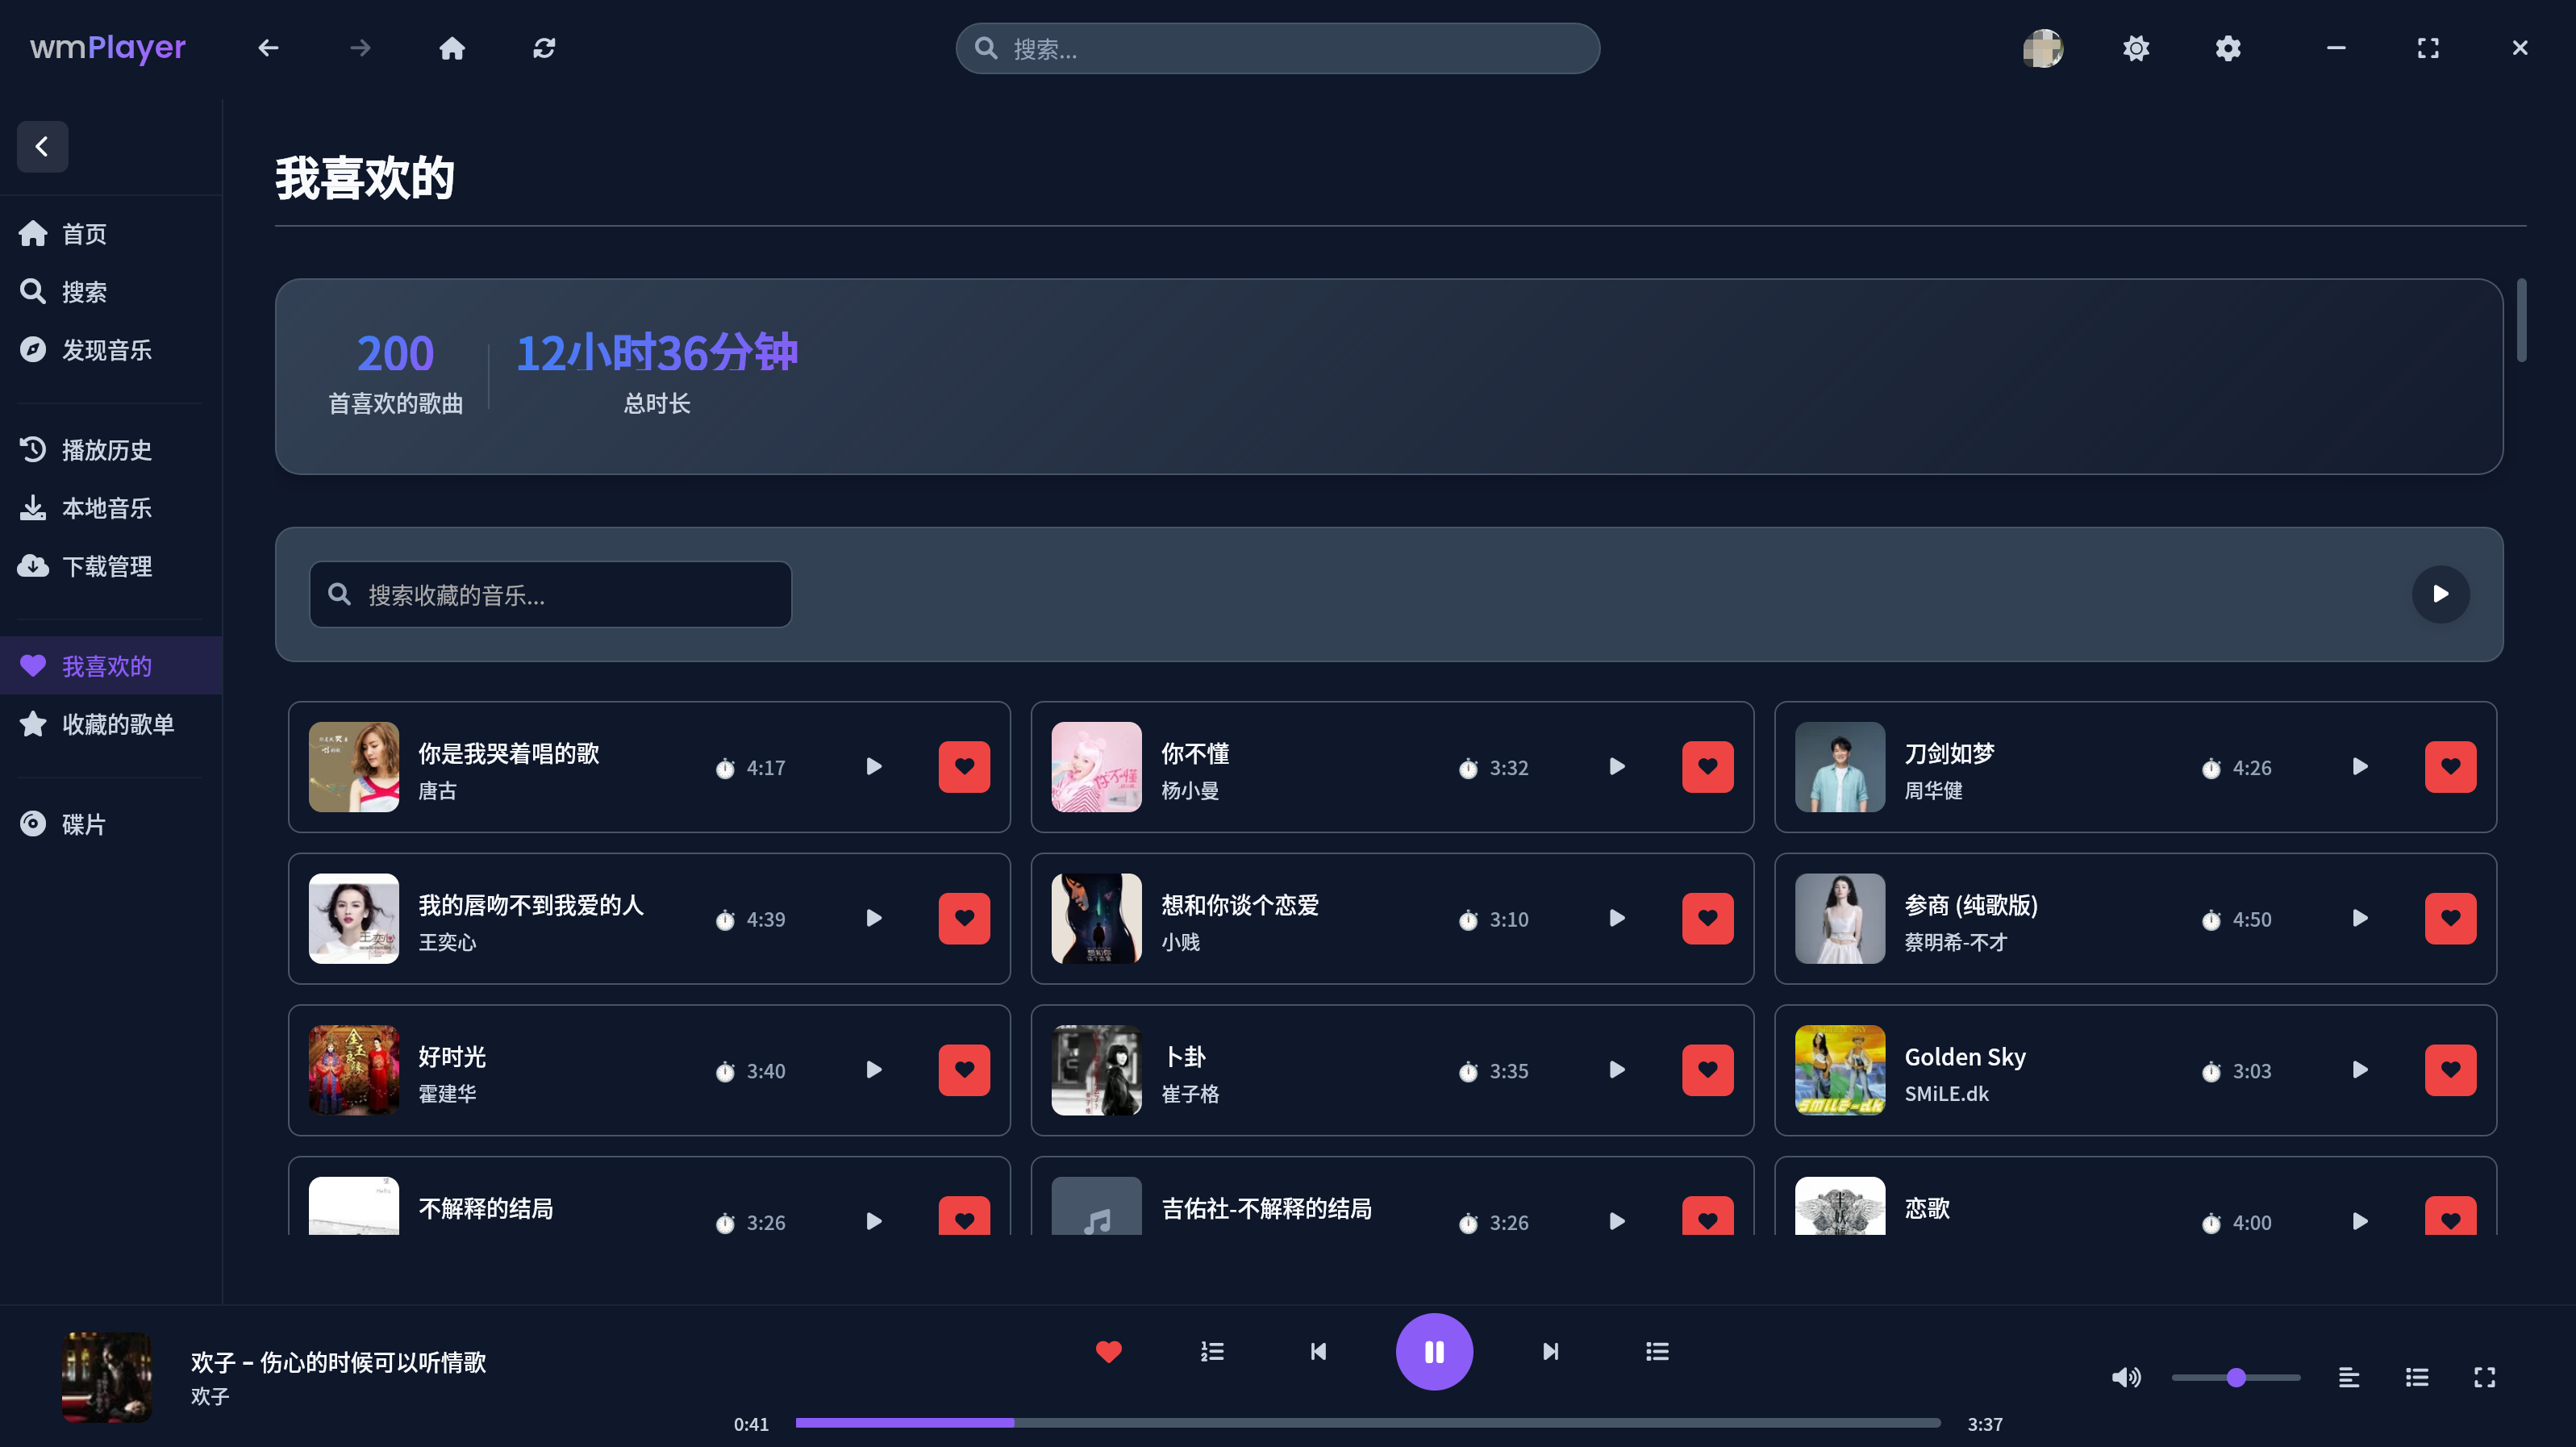 wmPlayer
搜索...
首页
搜索
发现音乐
播放历史
本地音乐
下载管理
我喜欢的
收藏的歌单
碟片
我喜欢的
200
首喜欢的歌曲
12小时36分钟
总时长
搜索收藏的音乐...
你是我哭着唱的歌
唐古
4:17
你不懂
杨小曼
3:32
刀剑如梦
周华健
4:26
我的唇吻不到我爱的人
王奕心
4:39
想和你谈个恋爱
小贱
3:10
参商 (纯歌版)
蔡明希-不才
4:50
好时光
霍建华
3:40
卜卦
崔子格
3:35
Golden Sky
SMiLE.dk
3:03
不解释的结局
3:26
吉佑社-不解释的结局
3:26
恋歌
4:00
欢子 – 伤心的时候可以听情歌
欢子
0:41
3:37